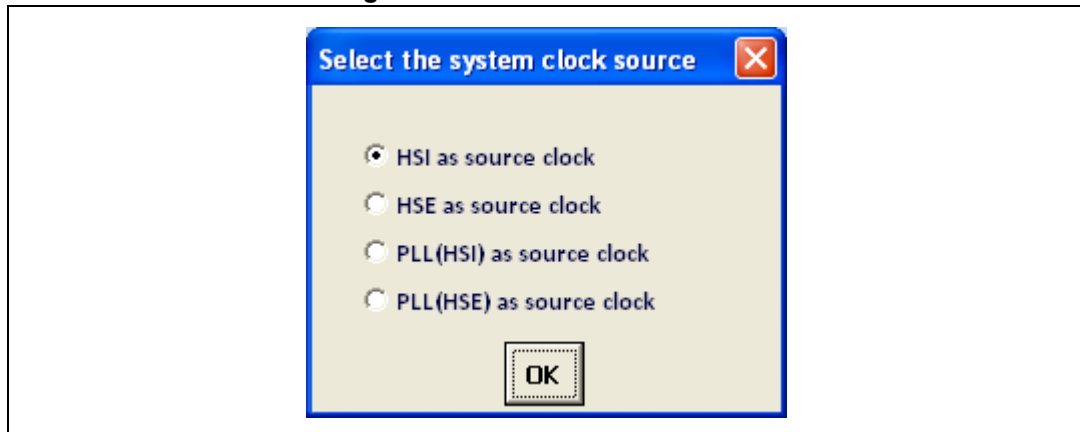 Select the system clock source
HSI as source clock
HSE as source clock
PLL(HSI) as source clock
PLL(HSE) as source clock
OK